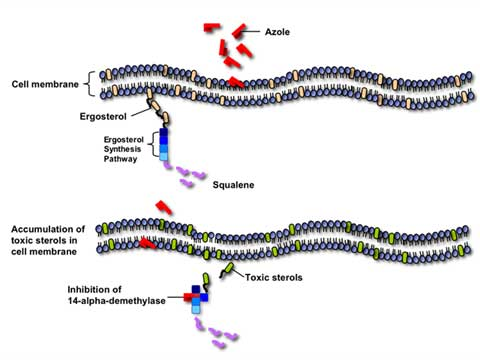 Azole
Cell membrane
Ergosterol
Ergosterol
Synthesis
Pathway
Squalene
Accumulation of
toxic sterols in
cell membrane
Toxic sterols
Inhibition of
14-alpha-demethylase